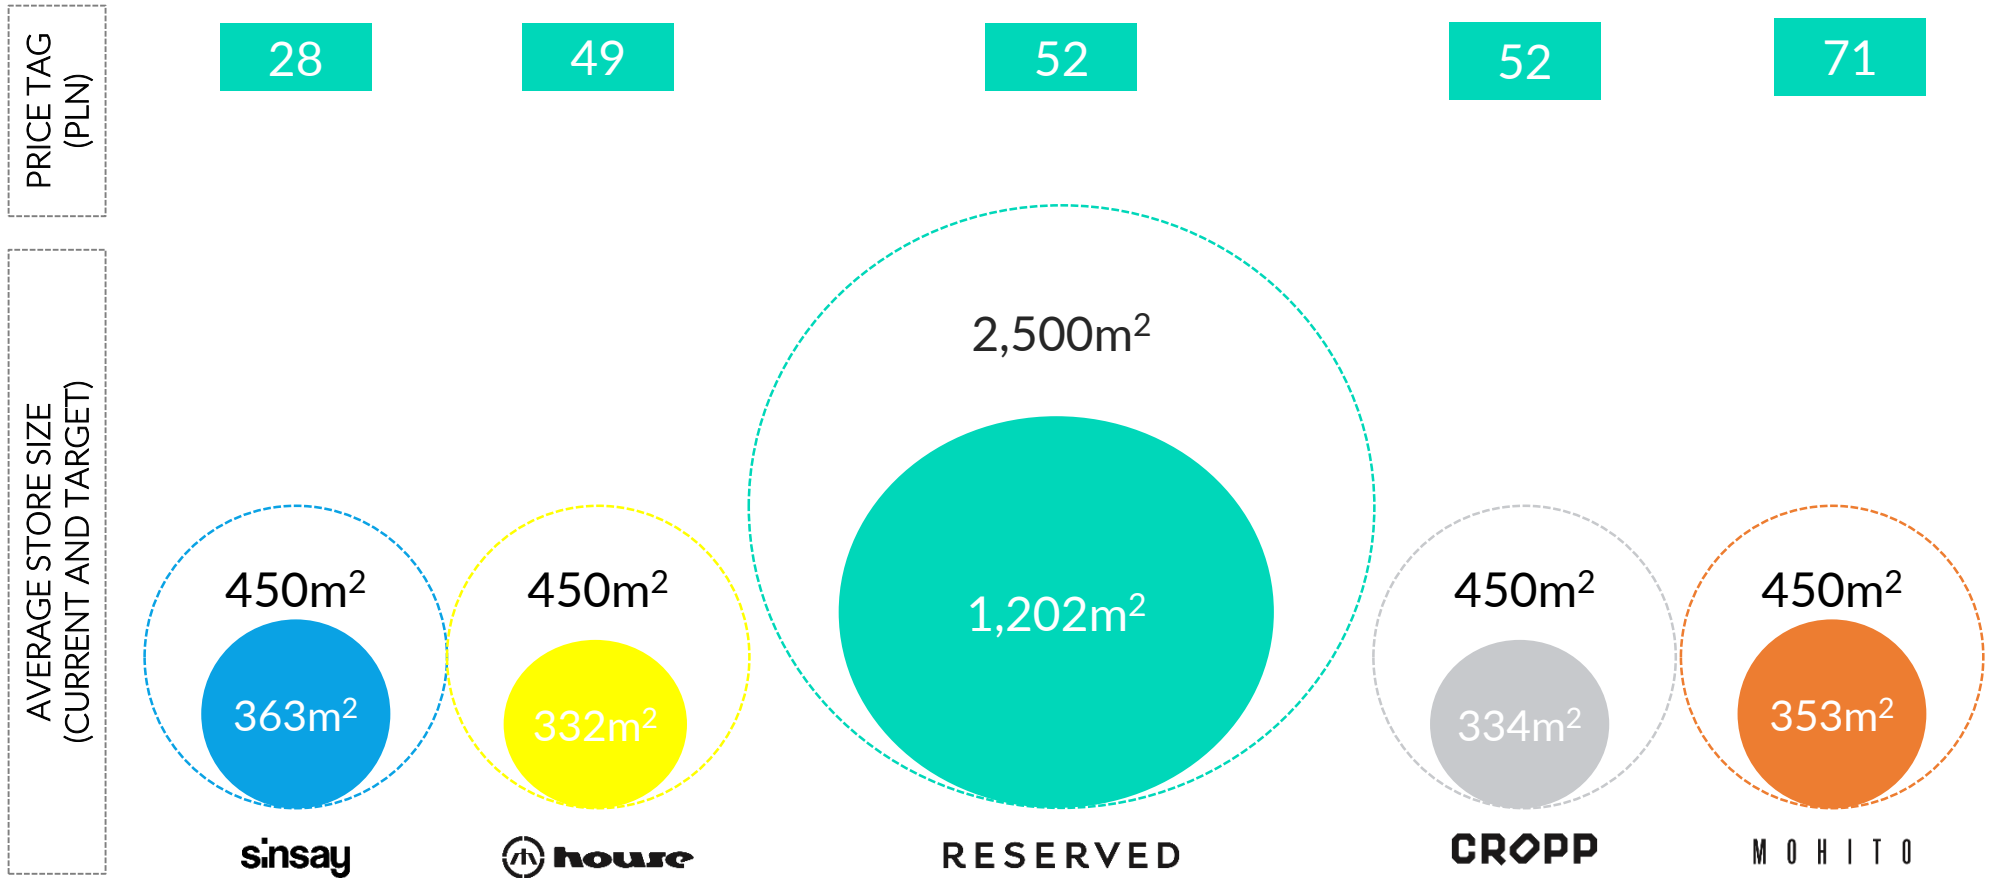 PRICE TAG
(PLN)
28
49
52
52
71
AVERAGE STORE SIZE
(CURRENT AND TARGET)
2,500m²
1,202m²
450m²
363m²
450m²
332m²
450m²
334m²
450m²
353m²
sinsay
house
RESERVED
CROPP
MOHITO